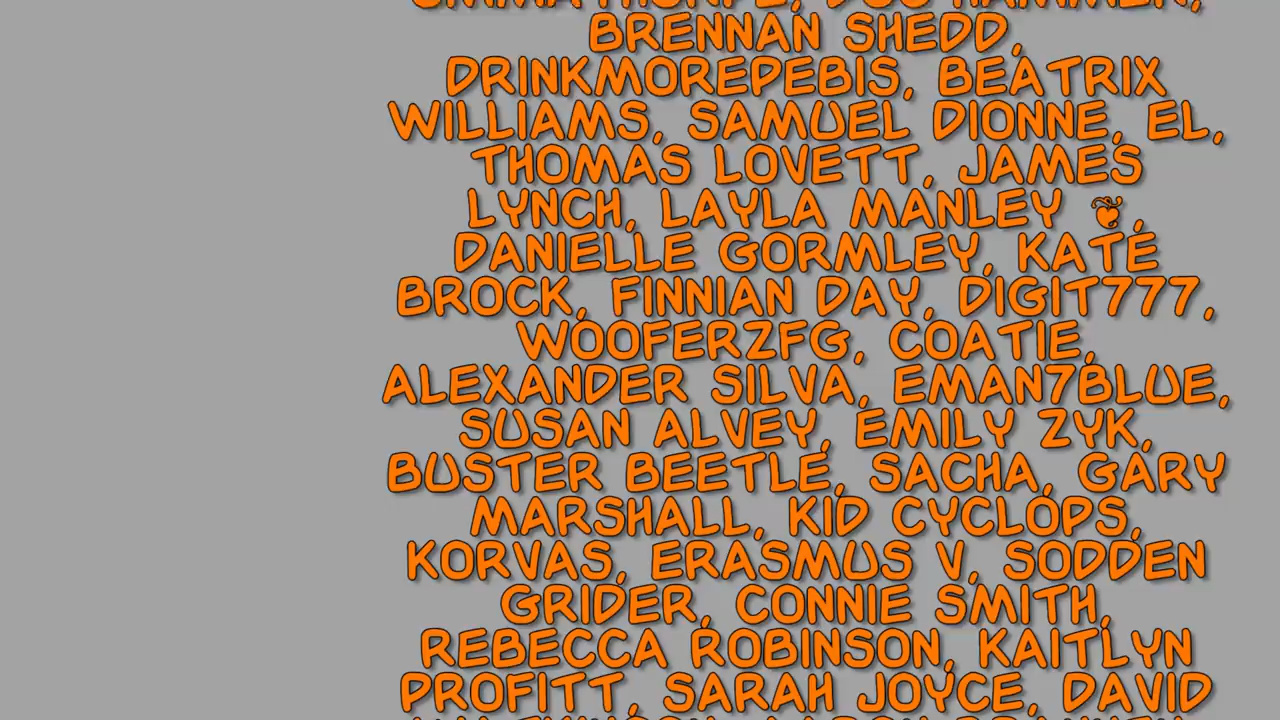 BRENNAN SHEDD,
DRINKMOREPEBIS, BEATRIX
WILLIAMS, SAMUEL DIONNE, EL,
THOMAS LOVETT, JAMES
LYNCH, LAYLA MANLEY ❦,
DANIELLE GORMLEY, KATE
BROCK, FINNIAN DAY, DIGIT777,
WOOFERZFG, COATIE,
ALEXANDER SILVA, EMAN7BLUE,
SUSAN ALVEY, EMILY ZYK,
BUSTER BEETLE, SACHA, GARY
MARSHALL, KID CYCLOPS,
KORVAS, ERASMUS V, SODDEN
GRIDER, CONNIE SMITH,
REBECCA ROBINSON, KAITLYN
PROFITT, SARAH JOYCE, DAVID